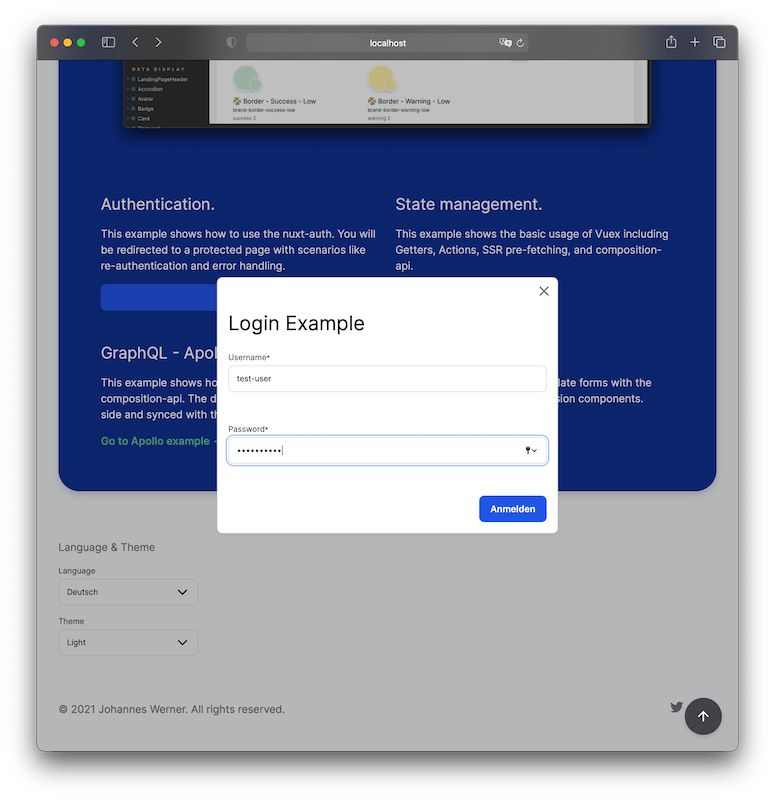 localhost
DATA DISPLAY
LandingPageHeader
Accordion
Avatar
Badge
Card
Border - Success - Low
brand-border-success-low
success 2
Border - Warning - Low
brand-border-warning-low
warning 2
Authentication.
This example shows how to use the nuxt-auth. You will
be redirected to a protected page with scenarios like
re-authentication and error handling.
State management.
This example shows the basic usage of Vuex including
Getters, Actions, SSR pre-fetching, and composition-
api.
GraphQL - Apol
This example shows ho
composition-api. The d
side and synced with th
Go to Apollo example
late forms with the
sion components.
Login Example
Username*
test-user
Password*
Anmelden
Language & Theme
Language
Deutsch
Theme
Light
© 2021 Johannes Werner. All rights reserved.